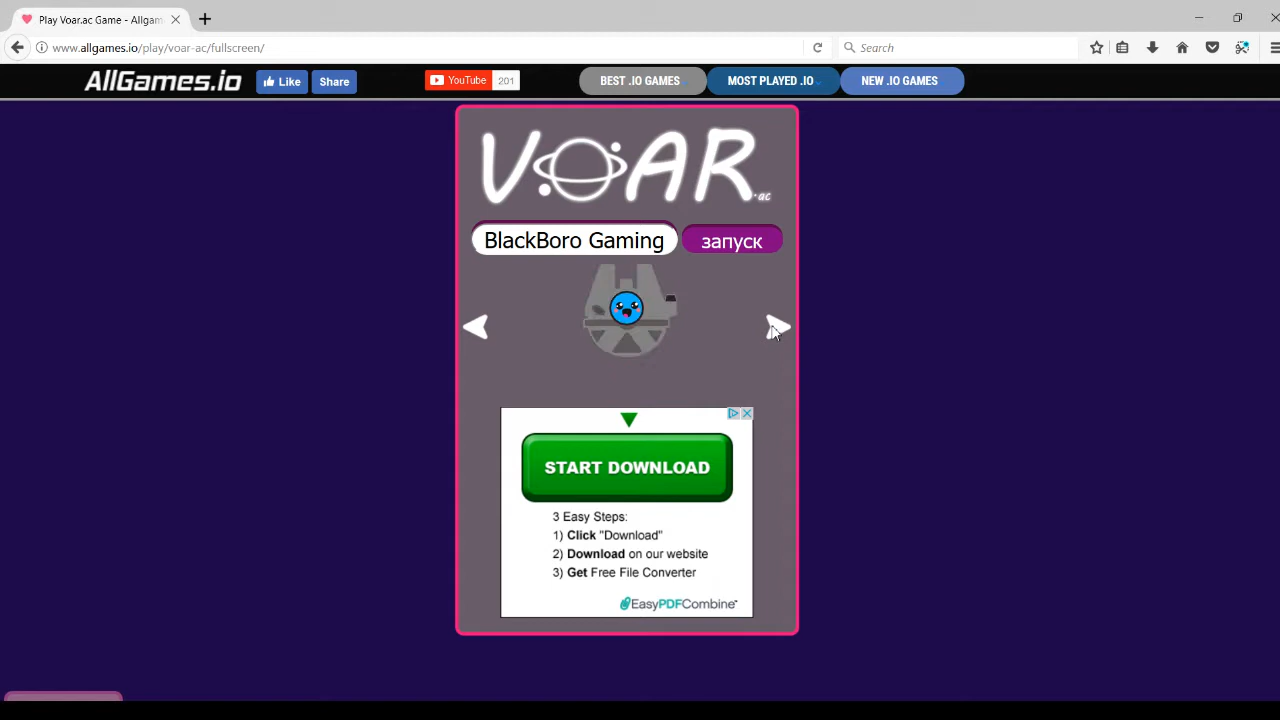 Play Voar.ac Game - Allgam
www.allgames.io/play/voar-ac/fullscreen/
Search
AllGames.io
Like
Share
YouTube
201
BEST .IO GAMES
MOST PLAYED .IO
NEW .IO GAMES
VOAR.ac
BlackBoro Gaming
запуск
START DOWNLOAD
3 Easy Steps:
1) Click "Download"
2) Download on our website
3) Get Free File Converter
EasyPDFCombine™